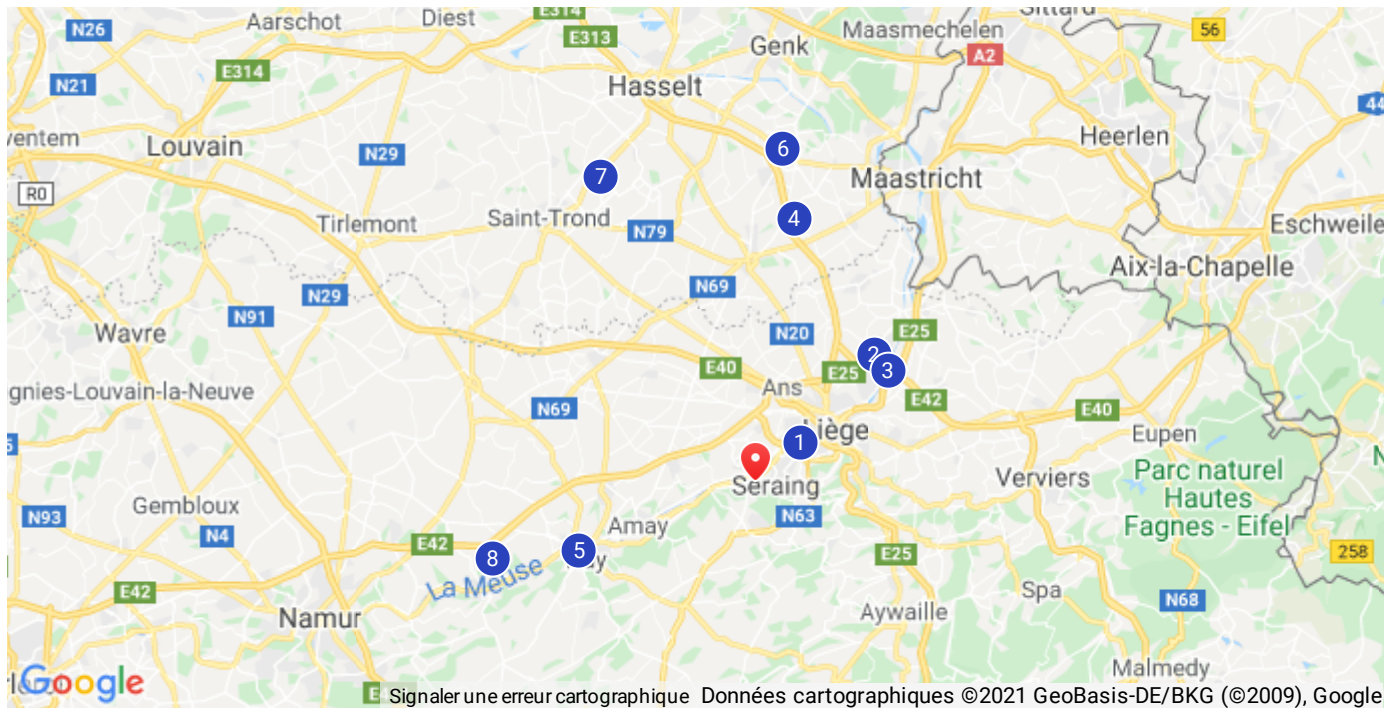 E314
Sittard
N26
Aarschot
Diest
E313
Genk
Maasmechelen
56
A2
E314
N21
Hasselt
44
Louvain
N29
6
Heerlen
R0
7
Maastricht
4
Tirlemont
Saint-Trond
N79
Eschweile
Aix-la-Chapelle
N29
N69
N91
Wavre
N20
E25
2
3
E40
E25
Ans
gnies-Louvain-la-Neuve
N69
E42
E40
1
Liège
Eupen
Seraing
Verviers
Parc naturel
Hautes
Fagnes - Eifel
Gembloux
N93
N4
Amay
N63
E42
8
5
E25
258
La Meuse
E42
Namur
Spa
N68
Aywaille
Malmedy
Google
Signaler une erreur cartographique
Données cartographiques ©2021 GeoBasis-DE/BKG (©2009), Google